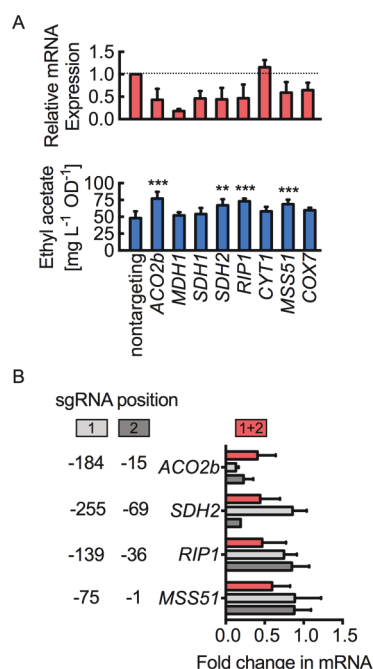 A
Relative mRNA
Expression
1.5
1.0
0.5
0.0
Ethyl acetate
[mg L⁻¹ OD⁻¹]
100
75
50
25
0
*** ** *** ***
nontargeting
ACO2b
MDH1
SDH1
SDH2
RIP1
CYT1
MSS51
COX7
B
sgRNA position
1 2 1+2
-184 -15 ACO2b
-255 -69 SDH2
-139 -36 RIP1
-75 -1 MSS51
0.0 0.5 1.0 1.5
Fold change in mRNA